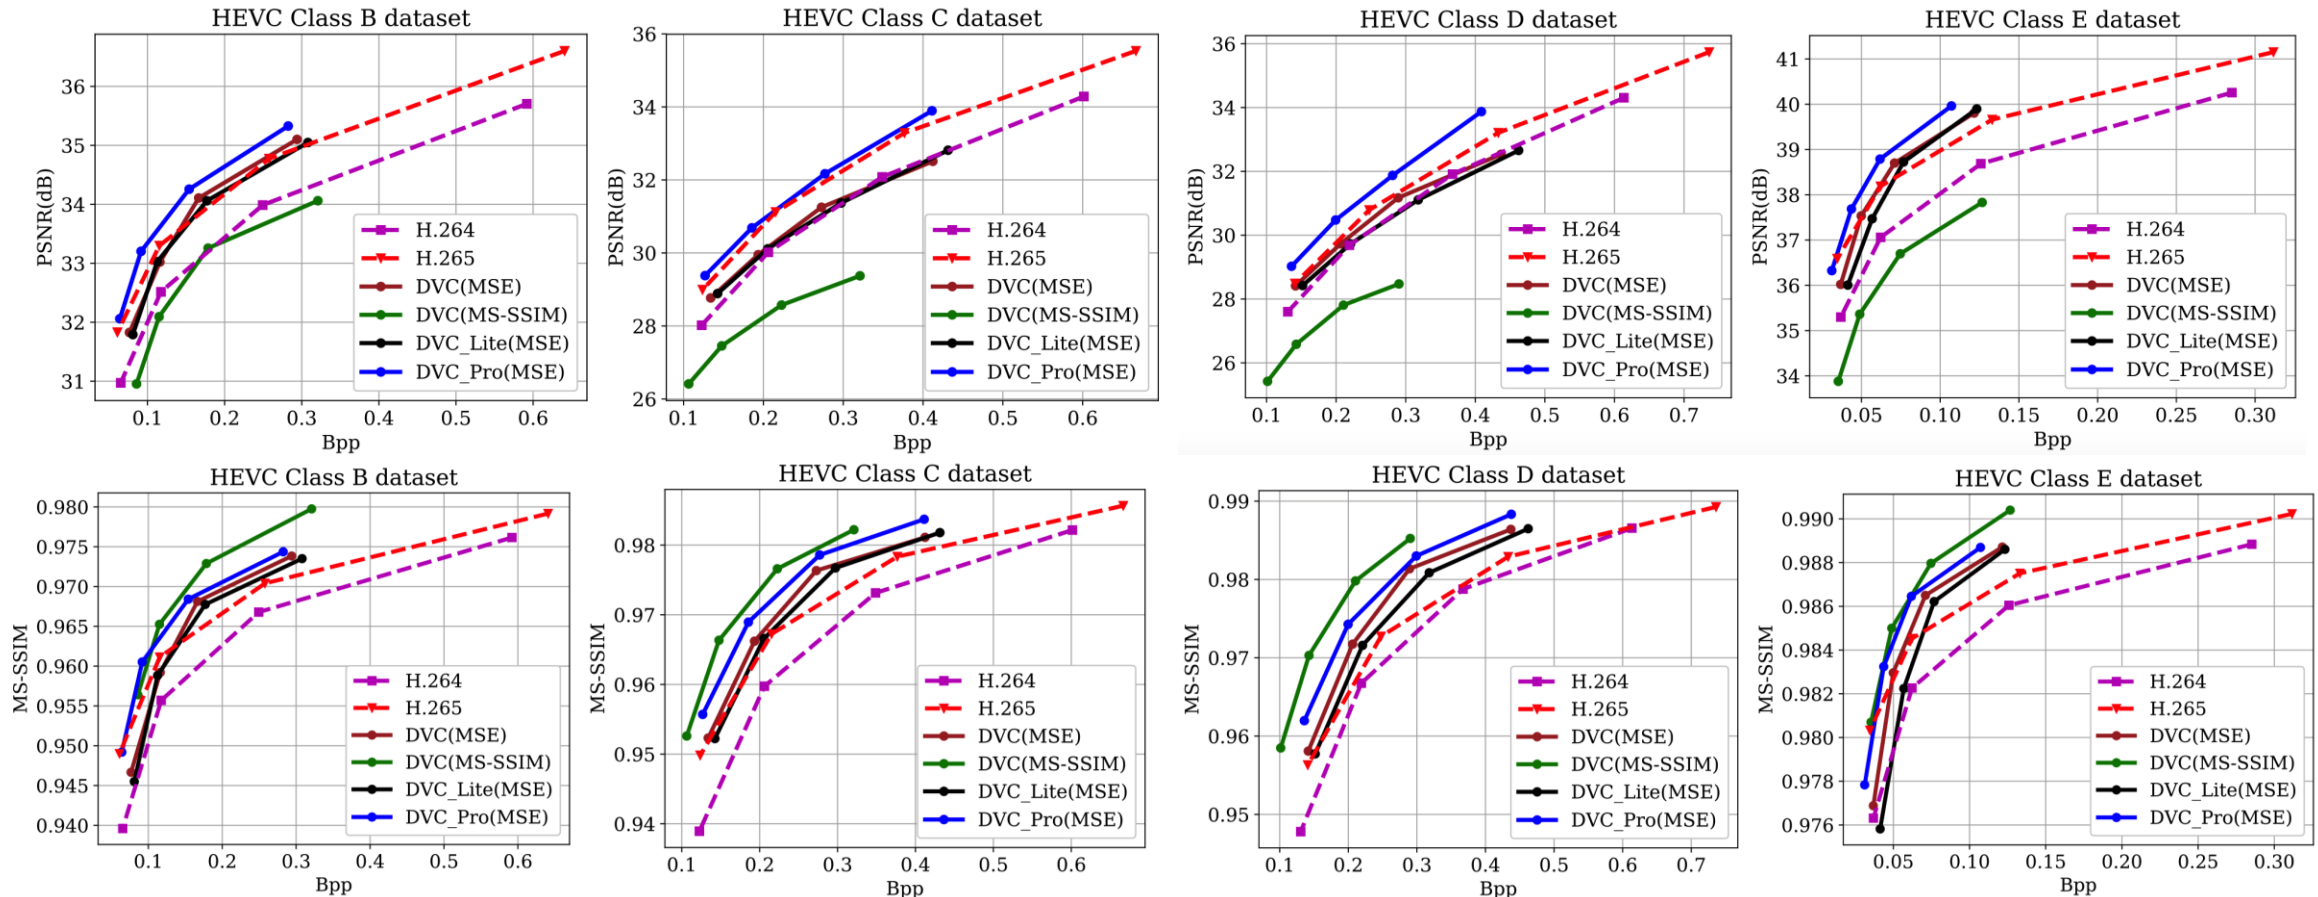 HEVC Class B dataset
PSNR(dB)
36
35
34
33
32
31
H.264
H.265
DVC(MSE)
DVC(MS-SSIM)
DVC_Lite(MSE)
DVC_Pro(MSE)
0.1 0.2 0.3 0.4 0.5 0.6
Bpp
HEVC Class C dataset
PSNR(dB)
36
34
32
30
28
26
H.264
H.265
DVC(MSE)
DVC(MS-SSIM)
DVC_Lite(MSE)
DVC_Pro(MSE)
0.1 0.2 0.3 0.4 0.5 0.6
Bpp
HEVC Class D dataset
PSNR(dB)
36
34
32
30
28
26
H.264
H.265
DVC(MSE)
DVC(MS-SSIM)
DVC_Lite(MSE)
DVC_Pro(MSE)
0.1 0.2 0.3 0.4 0.5 0.6 0.7
Bpp
HEVC Class E dataset
PSNR(dB)
41
40
39
38
37
36
35
34
H.264
H.265
DVC(MSE)
DVC(MS-SSIM)
DVC_Lite(MSE)
DVC_Pro(MSE)
0.05 0.10 0.15 0.20 0.25 0.30
Bpp
HEVC Class B dataset
MS-SSIM
0.980
0.975
0.970
0.965
0.960
0.955
0.950
0.945
0.940
H.264
H.265
DVC(MSE)
DVC(MS-SSIM)
DVC_Lite(MSE)
DVC_Pro(MSE)
0.1 0.2 0.3 0.4 0.5 0.6
Bpp
HEVC Class C dataset
MS-SSIM
0.98
0.97
0.96
0.95
0.94
H.264
H.265
DVC(MSE)
DVC(MS-SSIM)
DVC_Lite(MSE)
DVC_Pro(MSE)
0.1 0.2 0.3 0.4 0.5 0.6
Bpp
HEVC Class D dataset
MS-SSIM
0.99
0.98
0.97
0.96
0.95
H.264
H.265
DVC(MSE)
DVC(MS-SSIM)
DVC_Lite(MSE)
DVC_Pro(MSE)
0.1 0.2 0.3 0.4 0.5 0.6 0.7
Bpp
HEVC Class E dataset
MS-SSIM
0.990
0.988
0.986
0.984
0.982
0.980
0.978
0.976
H.264
H.265
DVC(MSE)
DVC(MS-SSIM)
DVC_Lite(MSE)
DVC_Pro(MSE)
0.05 0.10 0.15 0.20 0.25 0.30
Bpp